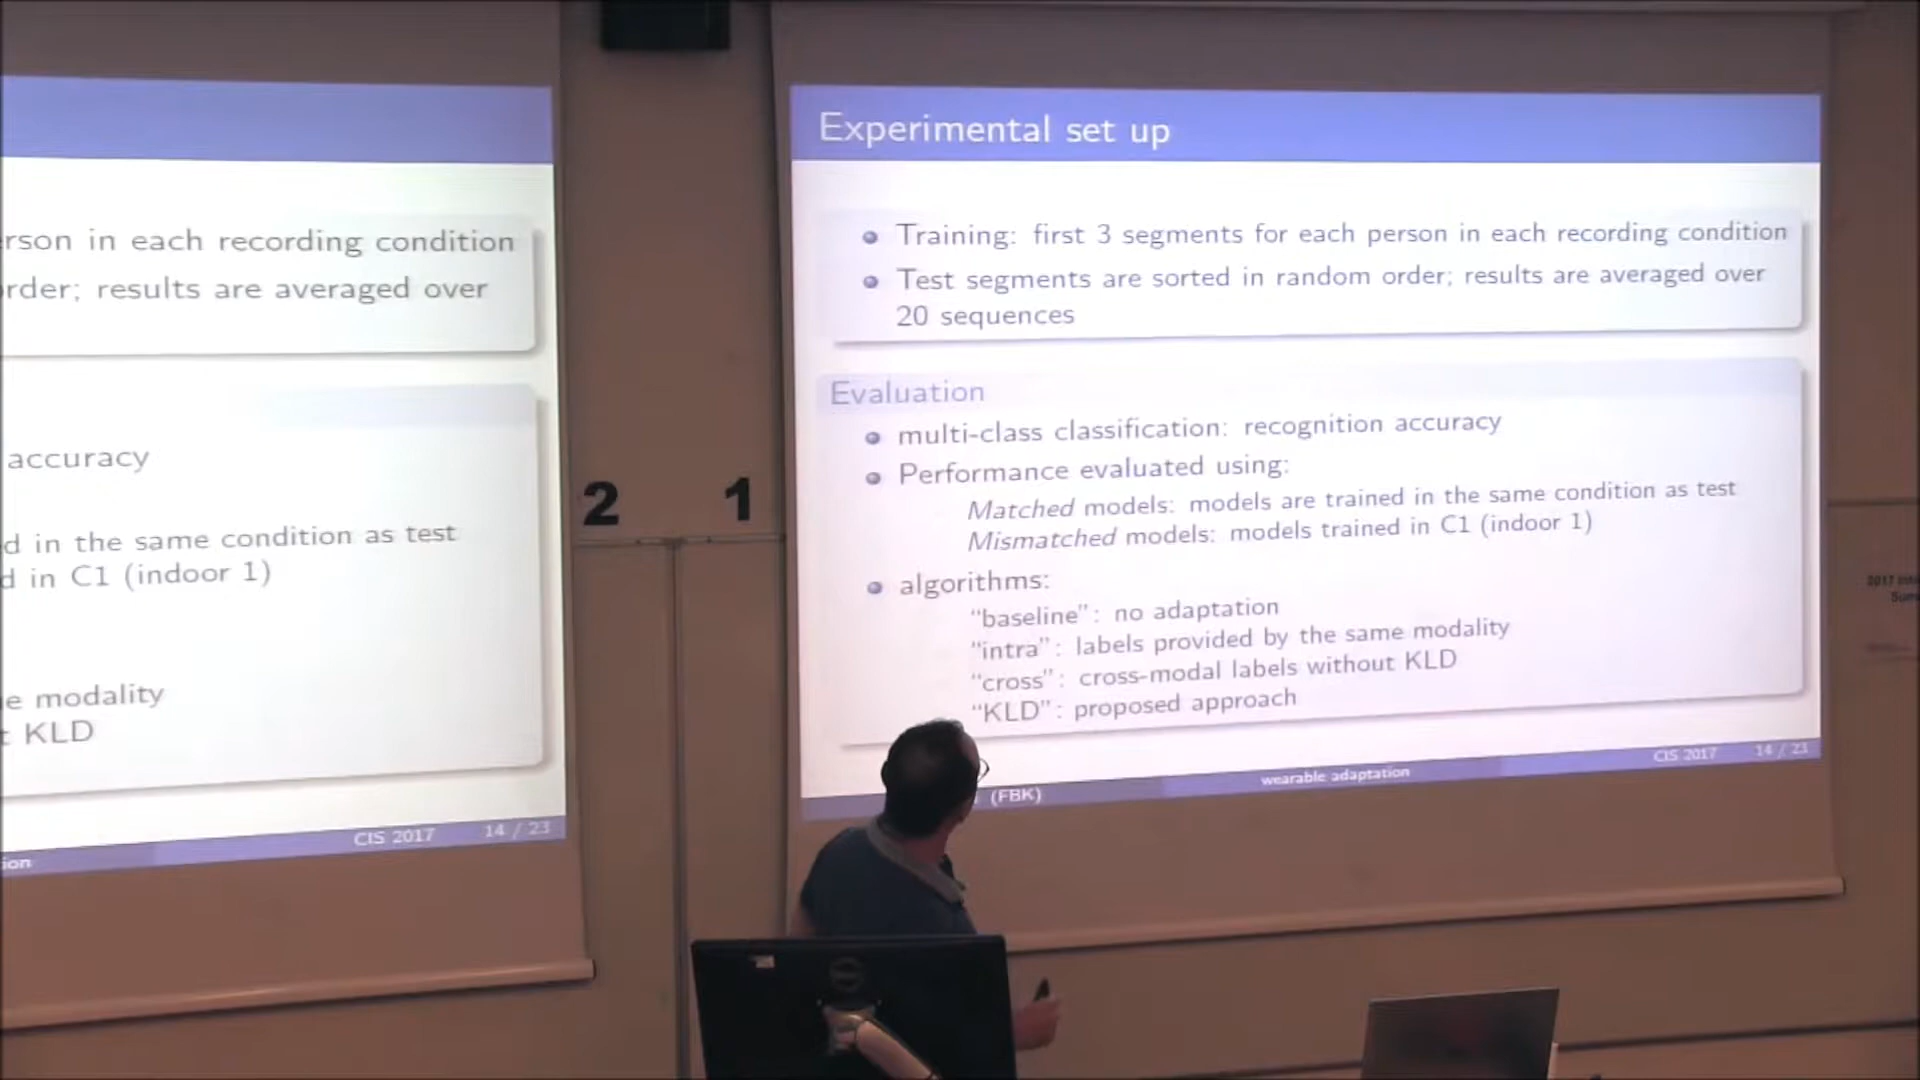 erson in each recording condition
rder; results are averaged over
accuracy
d in the same condition as test
d in C1 (indoor 1)
e modality
t KLD
ion
CIS 2017
14 / 23
2
1
Experimental set up
Training: first 3 segments for each person in each recording condition
Test segments are sorted in random order; results are averaged over
20 sequences
Evaluation
multi-class classification: recognition accuracy
Performance evaluated using:
Matched models: models are trained in the same condition as test
Mismatched models: models trained in C1 (indoor 1)
algorithms:
"baseline": no adaptation
"intra": labels provided by the same modality
"cross": cross-modal labels without KLD
"KLD": proposed approach
(FBK)
wearable adaptation
CIS 2017
14 / 23
2017